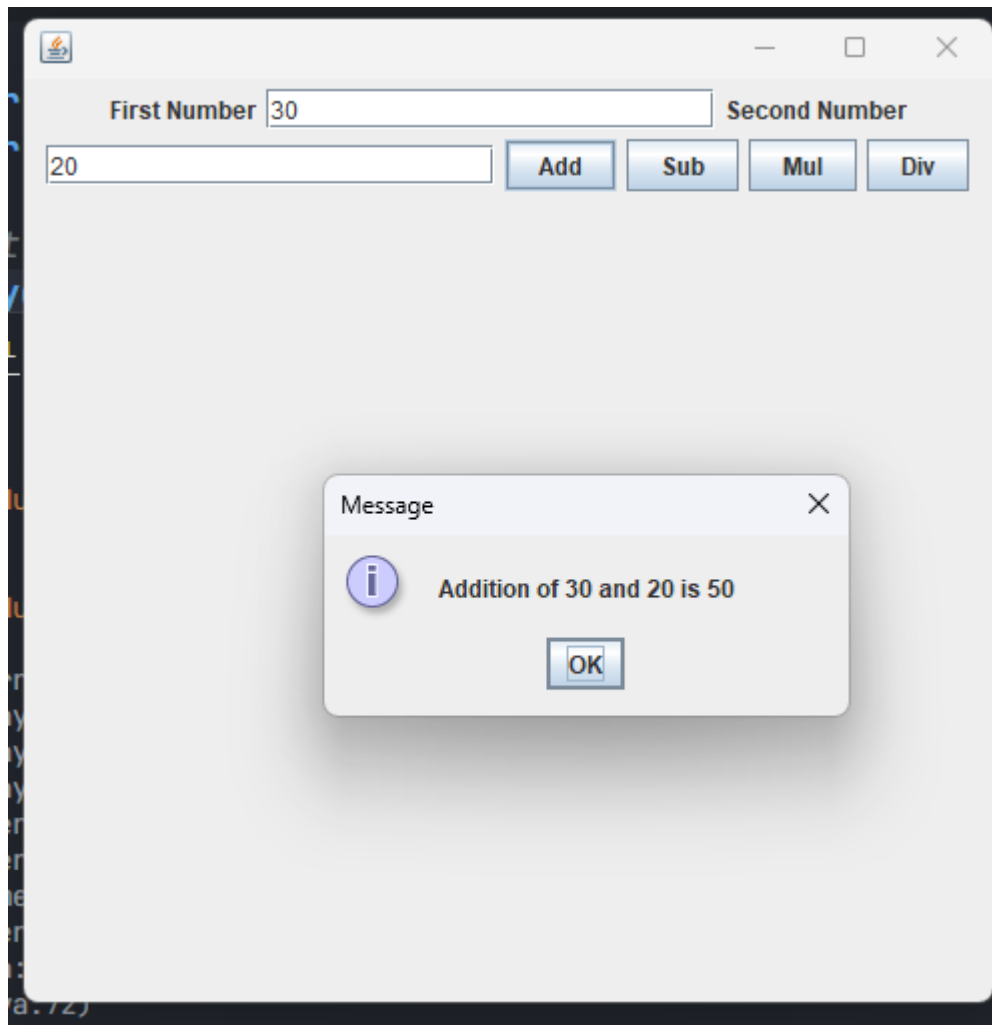 First Number 30 Second Number
20 Add Sub Mul Div
Message
i Addition of 30 and 20 is 50
OK